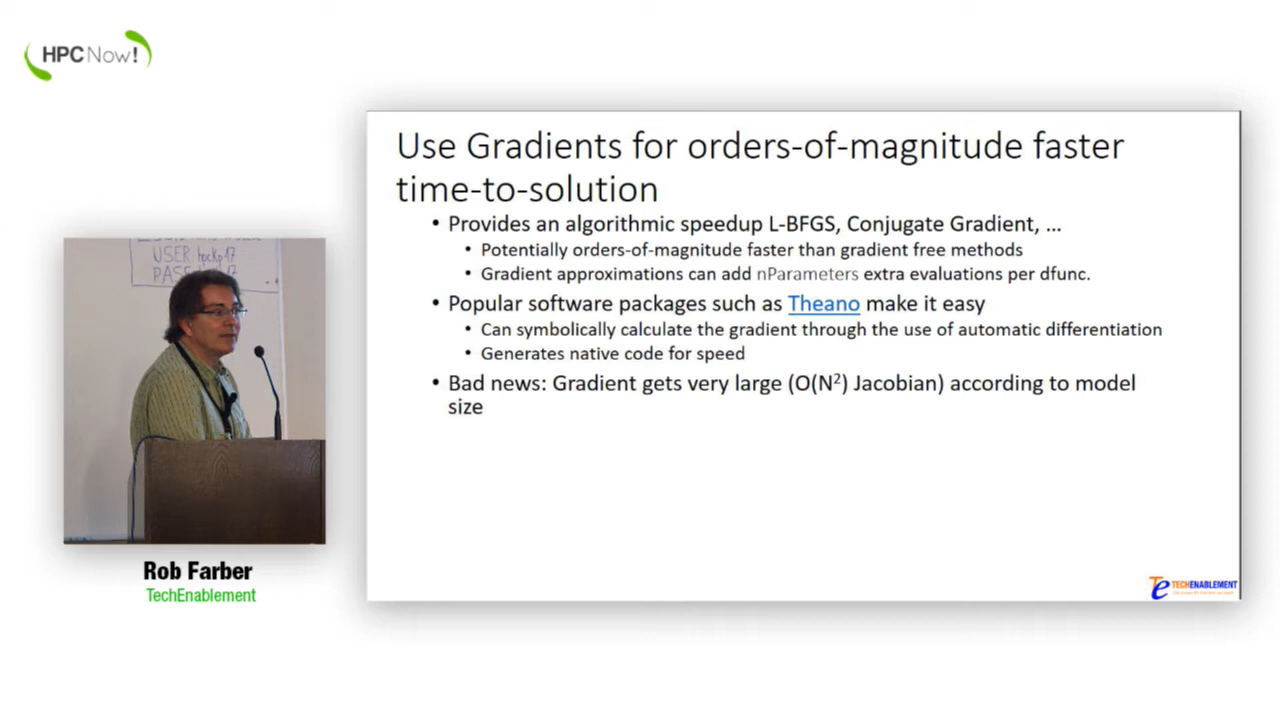 HPCNow!
Use Gradients for orders-of-magnitude faster
time-to-solution
• Provides an algorithmic speedup L-BFGS, Conjugate Gradient, ...
• Potentially orders-of-magnitude faster than gradient free methods
• Gradient approximations can add nParameters extra evaluations per dfunc.
• Popular software packages such as Theano make it easy
• Can symbolically calculate the gradient through the use of automatic differentiation
• Generates native code for speed
• Bad news: Gradient gets very large (O(N²) Jacobian) according to model
size
USER: hpckp17
Rob Farber
TechEnablement
Te TECHENABLEMENT